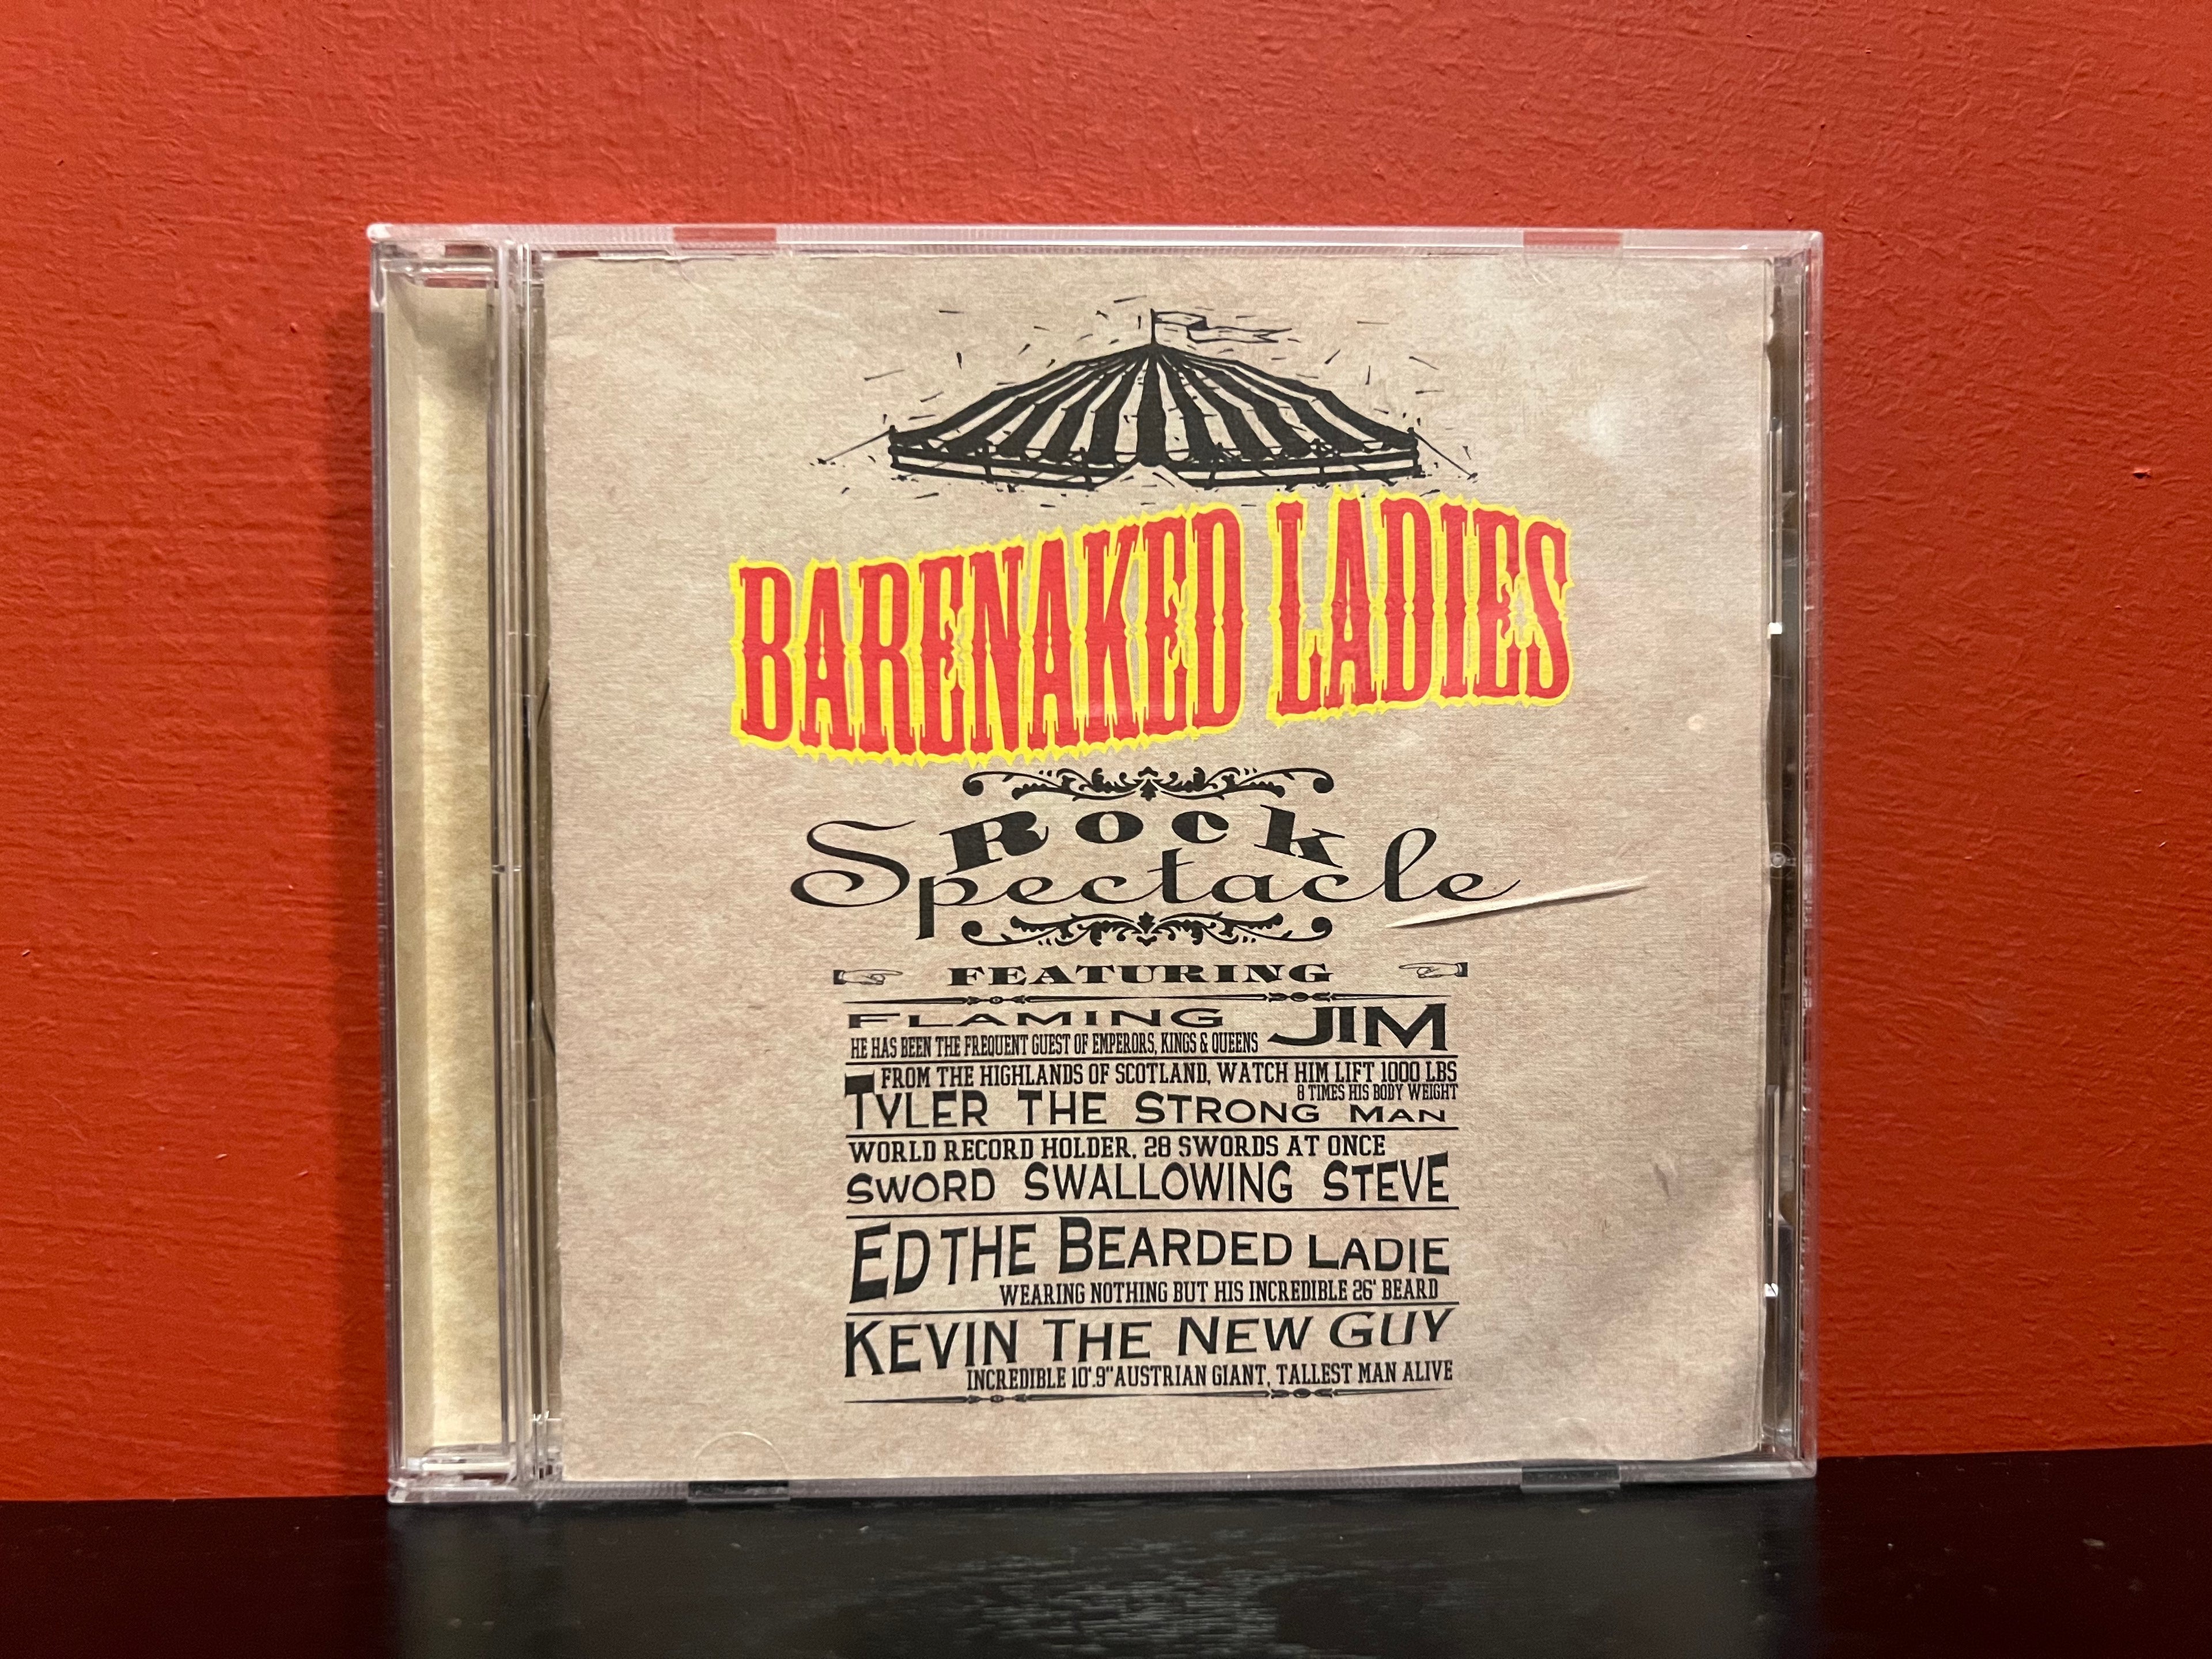 BARENAKED LADIES
Rock
Spectacle
FEATURING
FLAMING JIM
HE HAS BEEN THE FREQUENT GUEST OF EMPERORS, KINGS & QUEENS
FROM THE HIGHLANDS OF SCOTLAND, WATCH HIM LIFT 1000 LBS
8 TIMES HIS BODY WEIGHT
TYLER THE STRONG MAN
WORLD RECORD HOLDER, 28 SWORDS AT ONCE
SWORD SWALLOWING STEVE
ED THE BEARDED LADIE
WEARING NOTHING BUT HIS INCREDIBLE 26' BEARD
KEVIN THE NEW GUY
INCREDIBLE 10'.9" AUSTRIAN GIANT, TALLEST MAN ALIVE